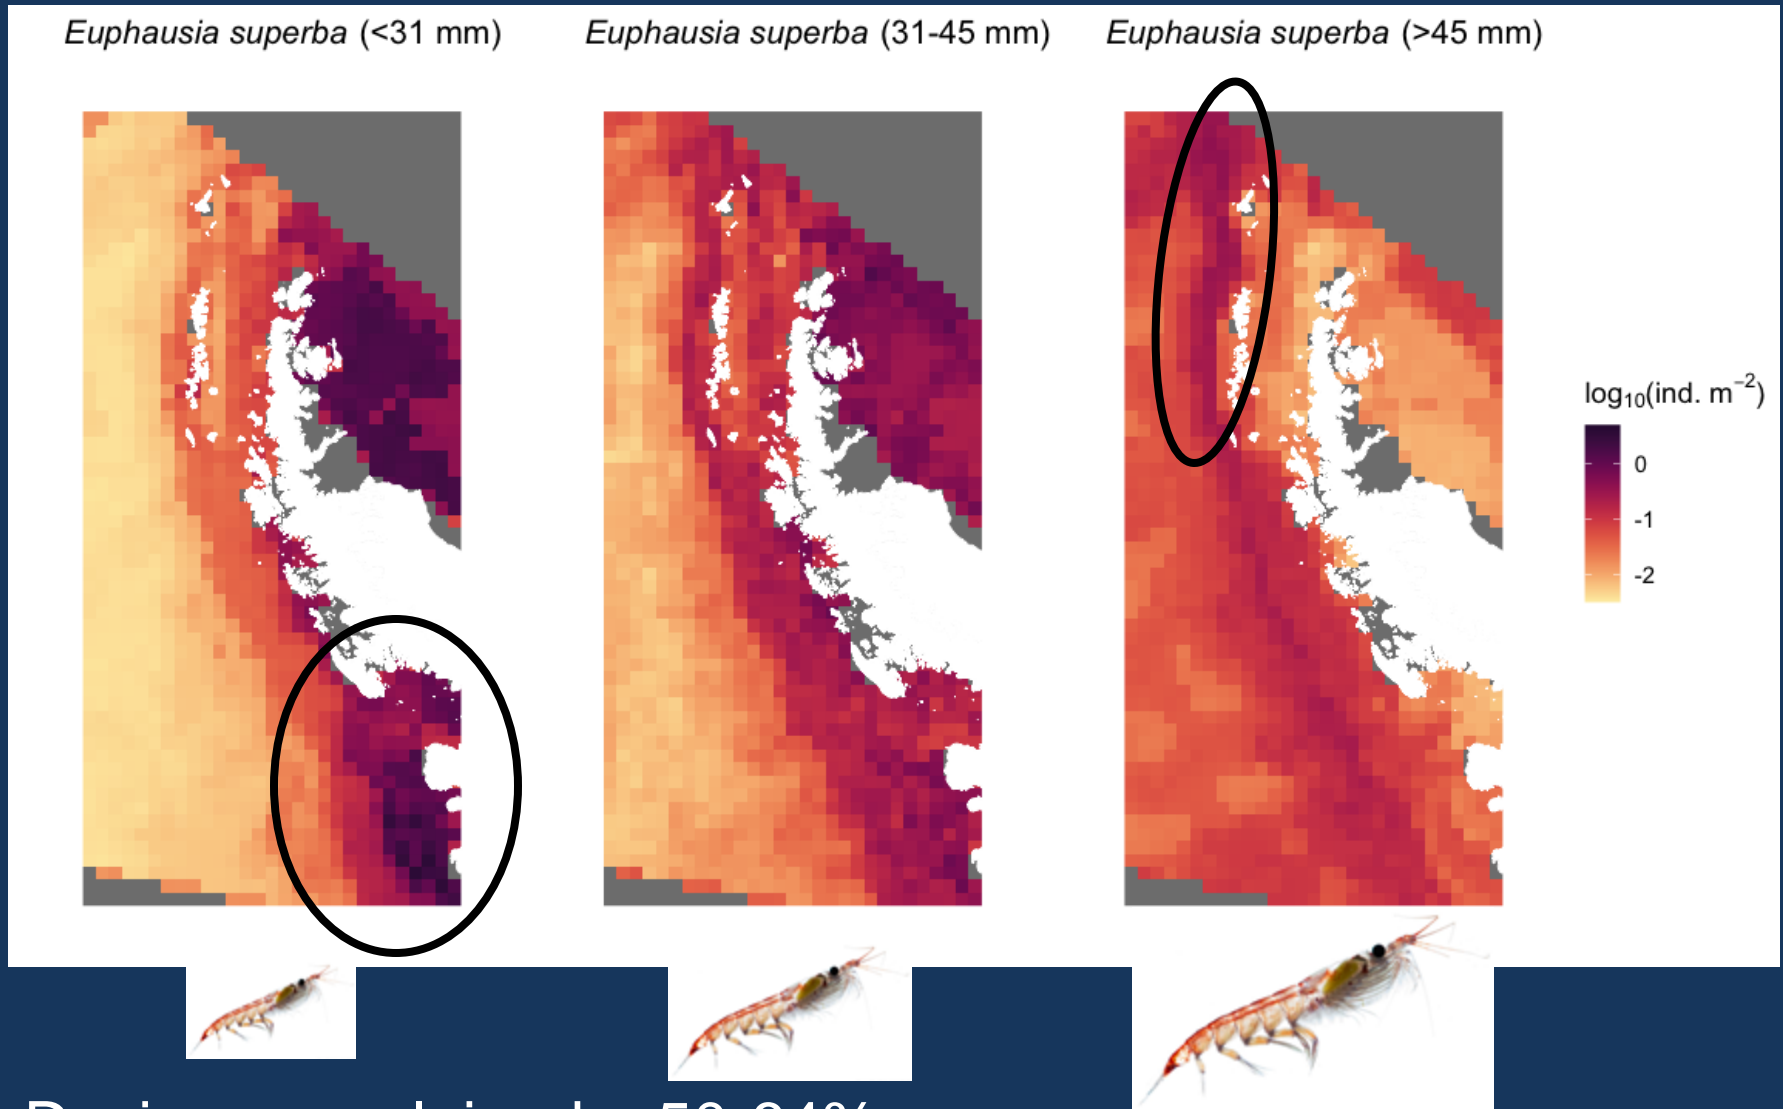 Euphausia superba (<31 mm)
Euphausia superba (31-45 mm)
Euphausia superba (>45 mm)
log₁₀(ind. m⁻²)
0
-1
-2